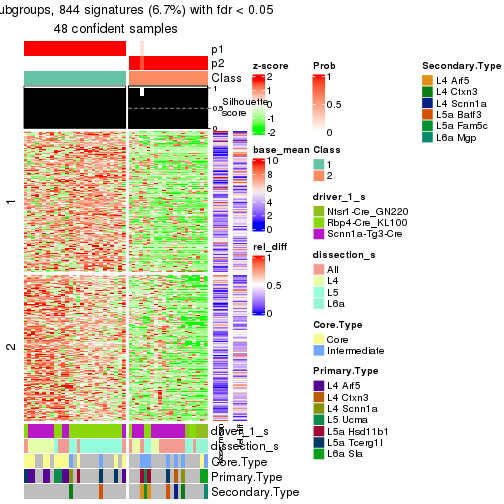 ubgroups, 844 signatures (6.7%) with fdr < 0.05
48 confident samples
p1
p2
Class
1
0.5
0
Silhouette
score
1
2
driver_1_s
dissection_s
Core.Type
Primary.Type
Secondary.Type
z-score
2
1
0
-1
-2
base_mean
10
8
6
4
2
0
rel_diff
1
0.5
0
Prob
1
0.5
0
Class
1
2
driver_1_s
Ntsr1-Cre_GN220
Rbp4-Cre_KL100
Scnn1a-Tg3-Cre
dissection_s
All
L4
L5
L6a
Core.Type
Core
Intermediate
Primary.Type
L4 Arf5
L4 Ctxn3
L4 Scnn1a
L5 Ucma
L5a Hsd11b1
L5a Tcerg1l
L6a Sla
Secondary.Type
L4 Arf5
L4 Ctxn3
L4 Scnn1a
L5a Batf3
L5a Fam5c
L6a Mgp